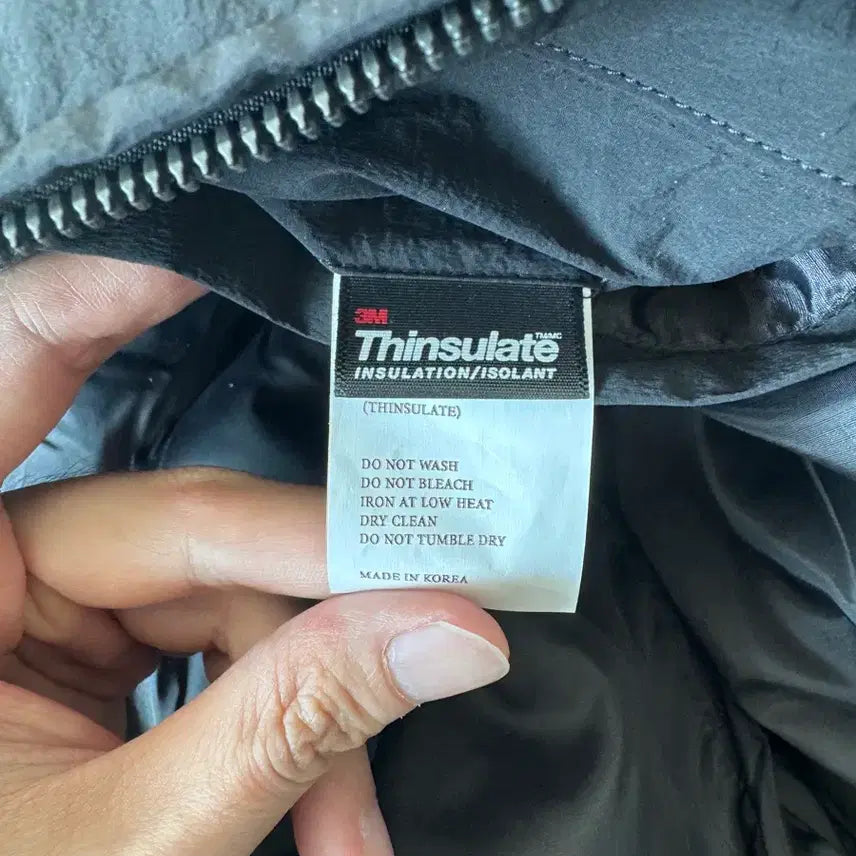 3M
Thinsulate TM/MC
INSULATION/ISOLANT
(THINSULATE)
DO NOT WASH
DO NOT BLEACH
IRON AT LOW HEAT
DRY CLEAN
DO NOT TUMBLE DRY
MADE IN KOREA